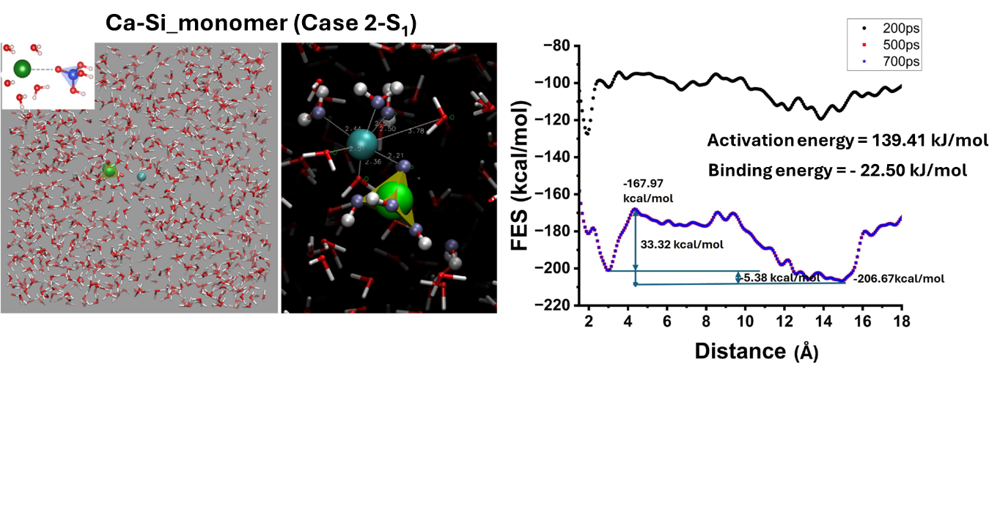 Ca-Si_monomer (Case 2-S1)
2.44
2.50
3.78
2.51
2.21
2.36
200ps
500ps
700ps
FES (kcal/mol)
−80
−100
−120
−140
−160
−180
−200
−220
Activation energy = 139.41 kJ/mol
Binding energy = - 22.50 kJ/mol
-167.97
kcal/mol
33.32 kcal/mol
-5.38 kcal/mol
-206.67kcal/mol
2 4 6 8 10 12 14 16 18
Distance (Å)